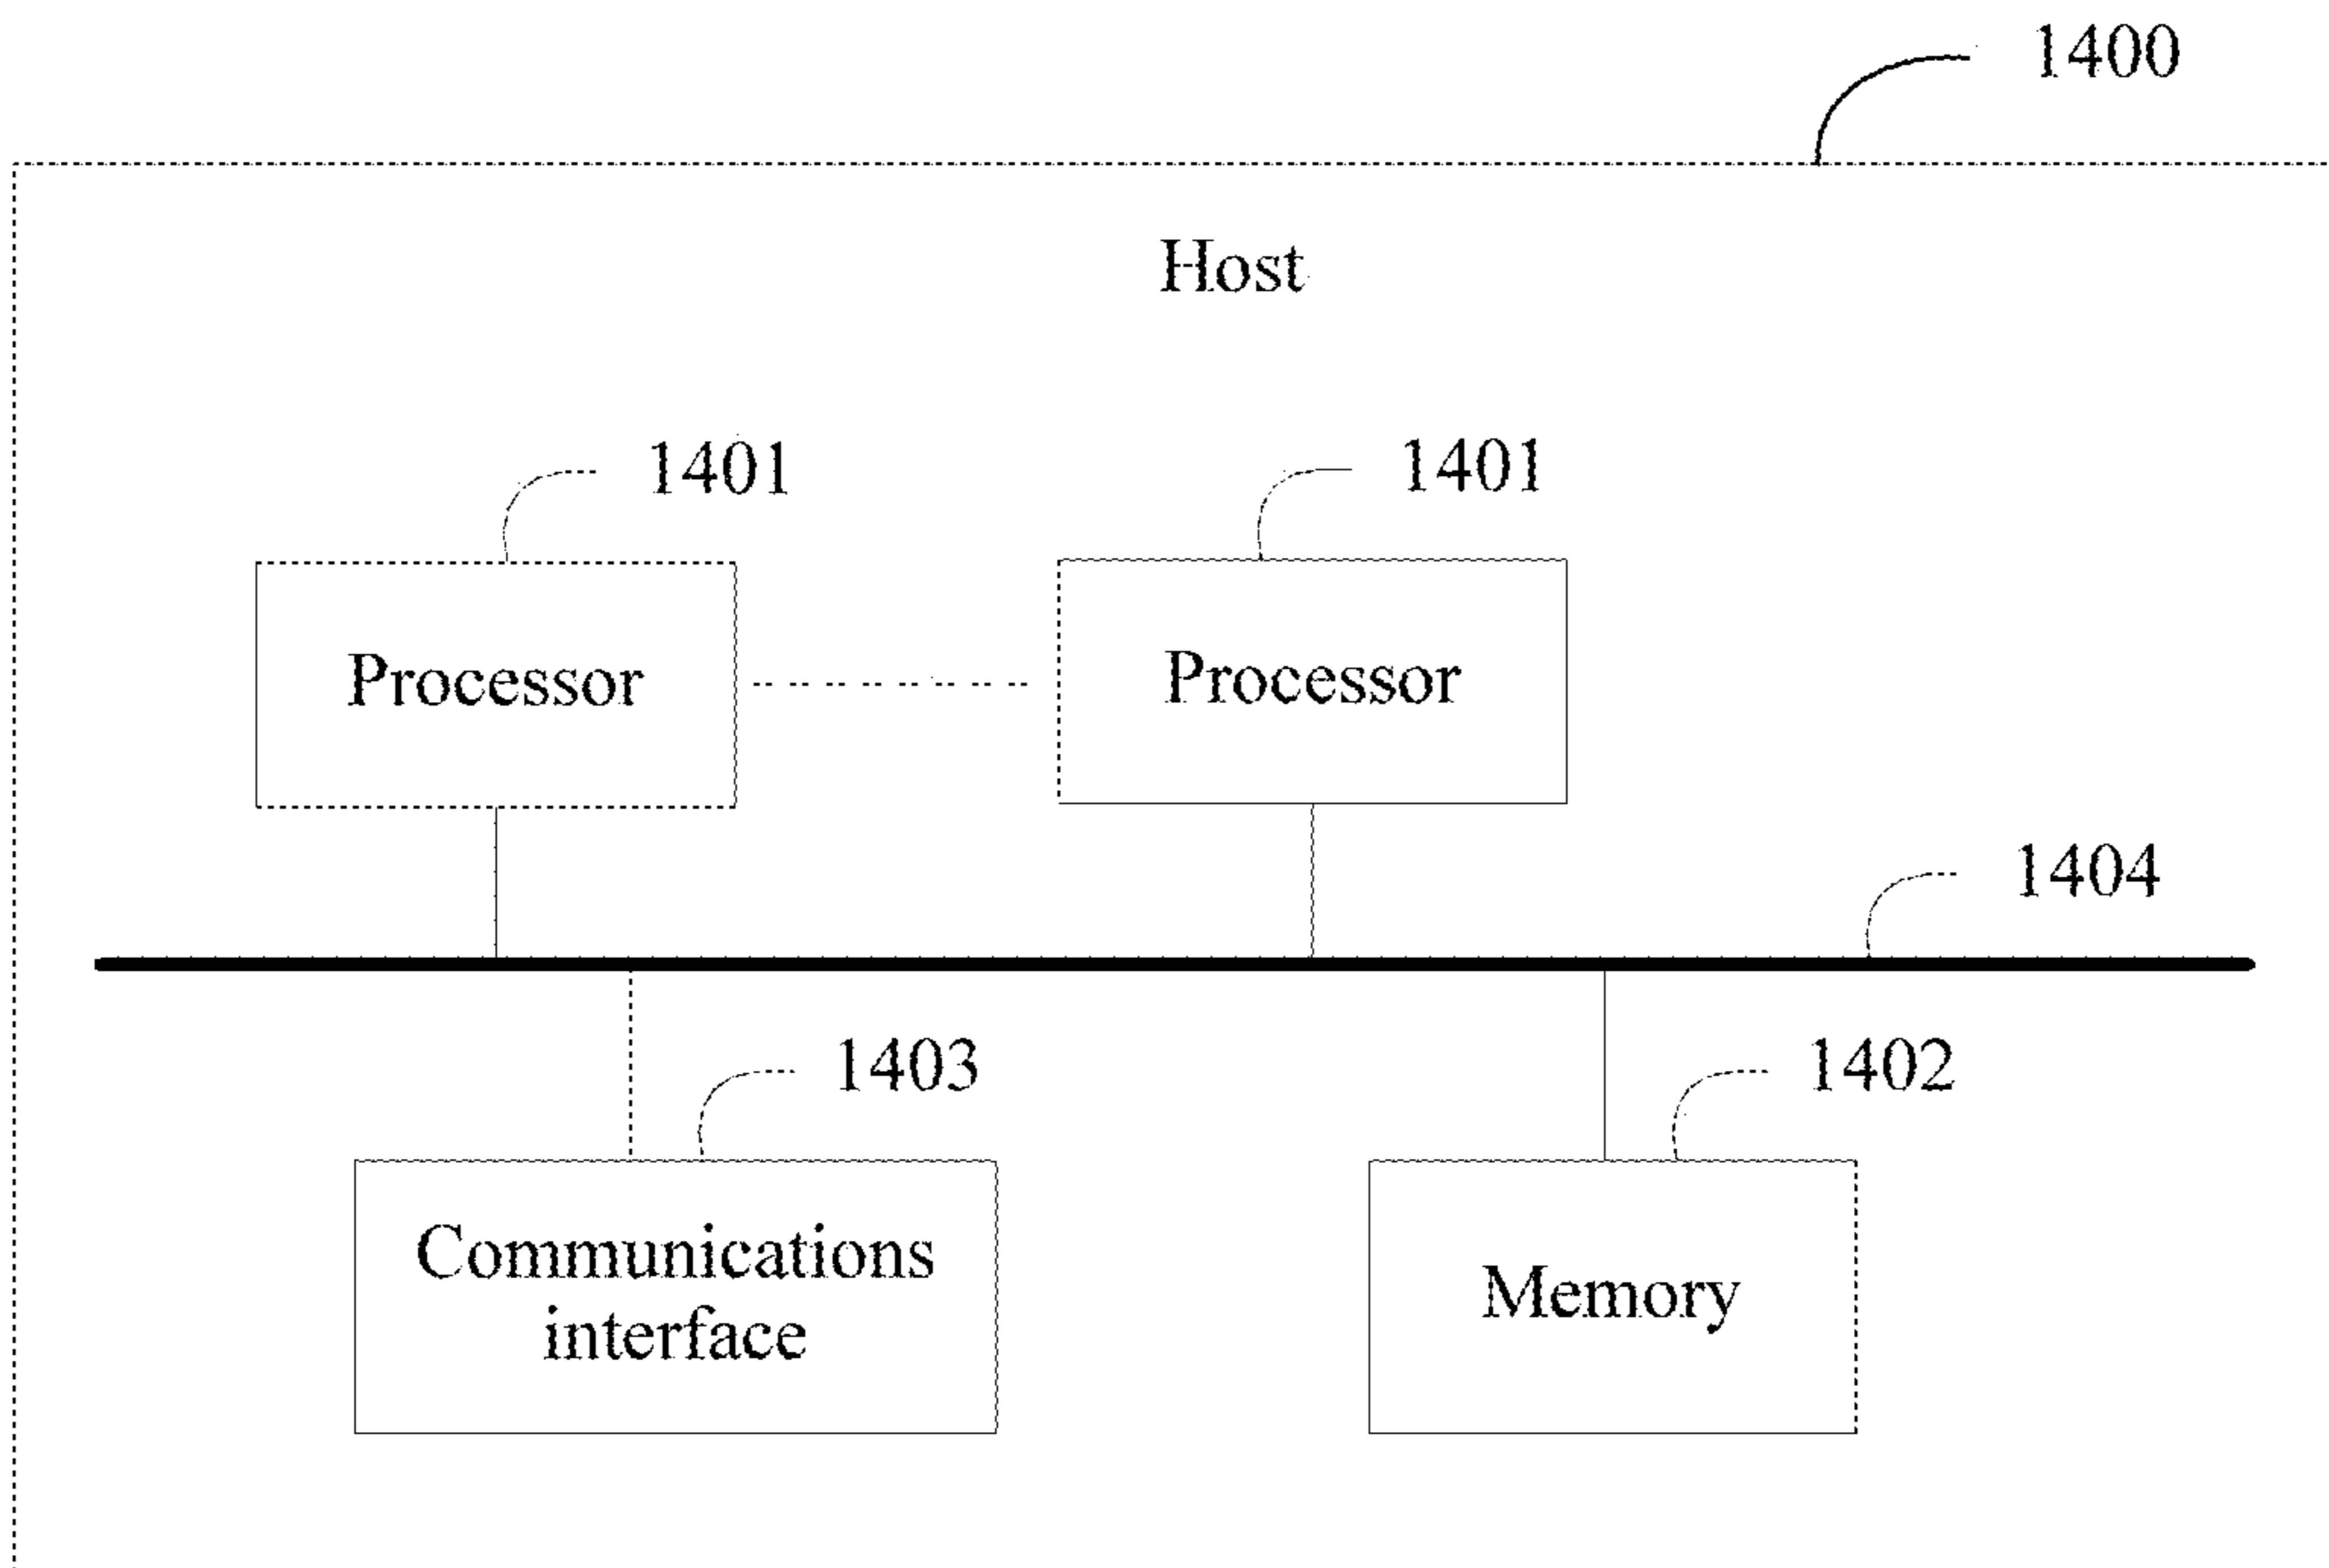 1400
Host
1401
1401
Processor
Processor
1404
1403
1402
Communications
interface
Memory